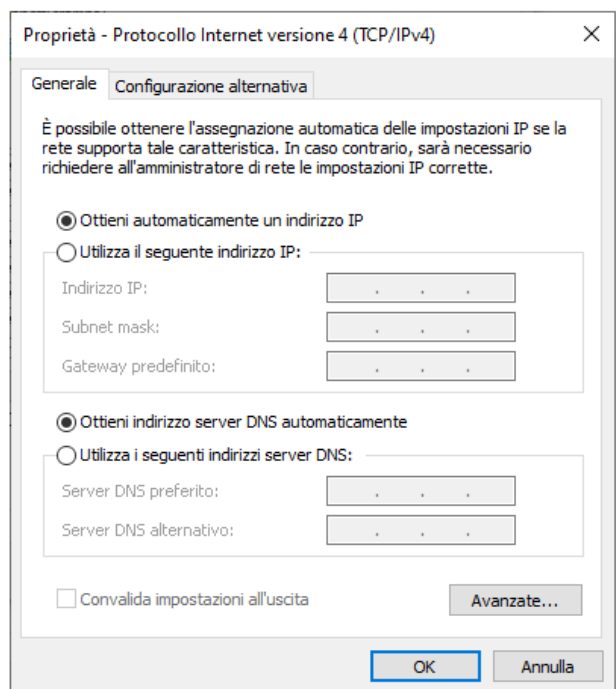 Proprietà - Protocollo Internet versione 4 (TCP/IPv4)
Generale
Configurazione alternativa
È possibile ottenere l'assegnazione automatica delle impostazioni IP se la
rete supporta tale caratteristica. In caso contrario, sarà necessario
richiedere all'amministratore di rete le impostazioni IP corrette.
Ottieni automaticamente un indirizzo IP
Utilizza il seguente indirizzo IP:
Indirizzo IP:
Subnet mask:
Gateway predefinito:
Ottieni indirizzo server DNS automaticamente
Utilizza i seguenti indirizzi server DNS:
Server DNS preferito:
Server DNS alternativo:
Convalida impostazioni all'uscita
Avanzate...
OK
Annulla